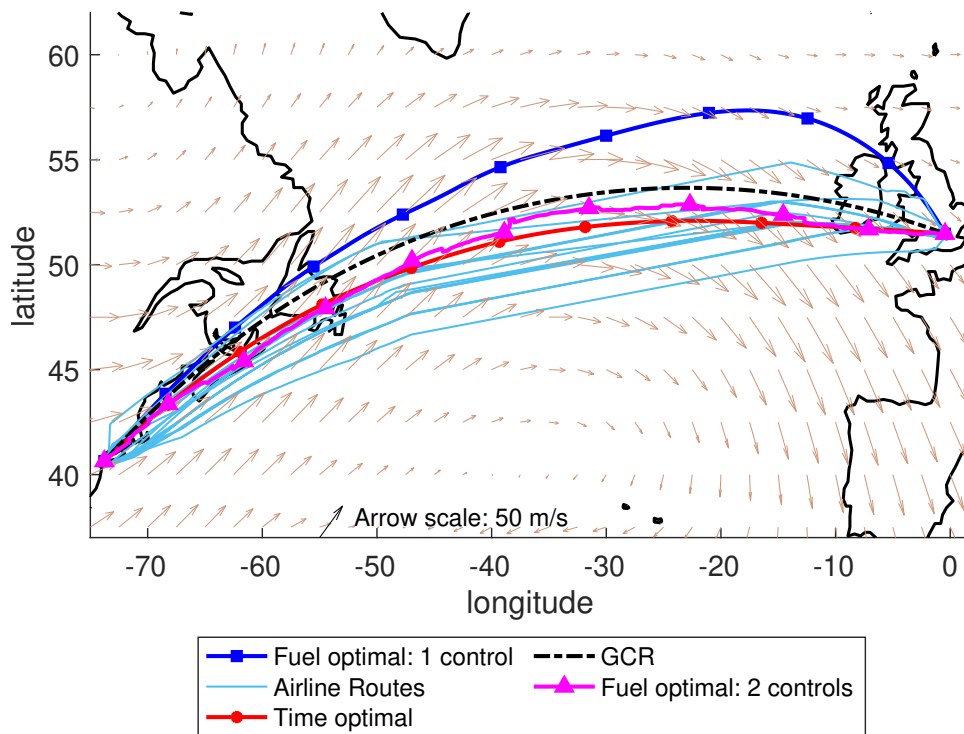 60
55
50
45
40
latitude
Arrow scale: 50 m/s
-70 -60 -50 -40 -30 -20 -10 0
longitude
Fuel optimal: 1 control
Airline Routes
Time optimal
GCR
Fuel optimal: 2 controls